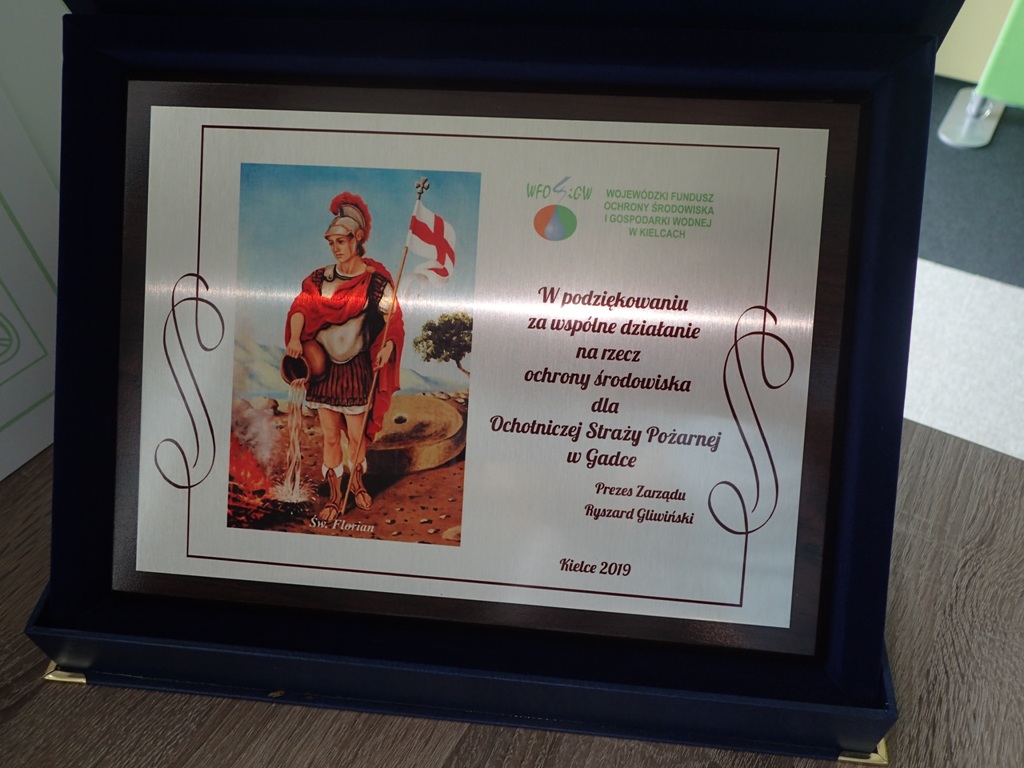 WFOŚiGW
WOJEWÓDZKI FUNDUSZ
OCHRONY ŚRODOWISKA
I GOSPODARKI WODNEJ
W KIELCACH
W podziękowaniu
za wspólne działanie
na rzecz
ochrony środowiska
dla
Ochotniczej Straży Pożarnej
w Gadce
Prezes Zarządu
Ryszard Gliwiński
Kielce 2019
Św. Florian